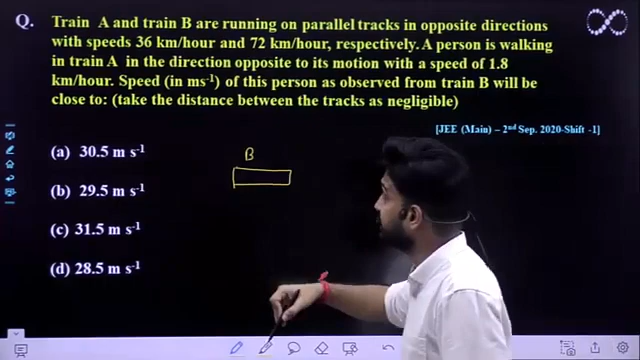 Q. Train A and train B are running on parallel tracks in opposite directions
with speeds 36 km/hour and 72 km/hour, respectively. A person is walking
in train A in the direction opposite to its motion with a speed of 1.8
km/hour. Speed (in ms⁻¹) of this person as observed from train B will be
close to: (take the distance between the tracks as negligible)
[JEE (Main) – 2nd Sep. 2020-Shift -1]
(a) 30.5 m s⁻¹
B
(b) 29.5 m s⁻¹
(c) 31.5 m s⁻¹
(d) 28.5 m s⁻¹